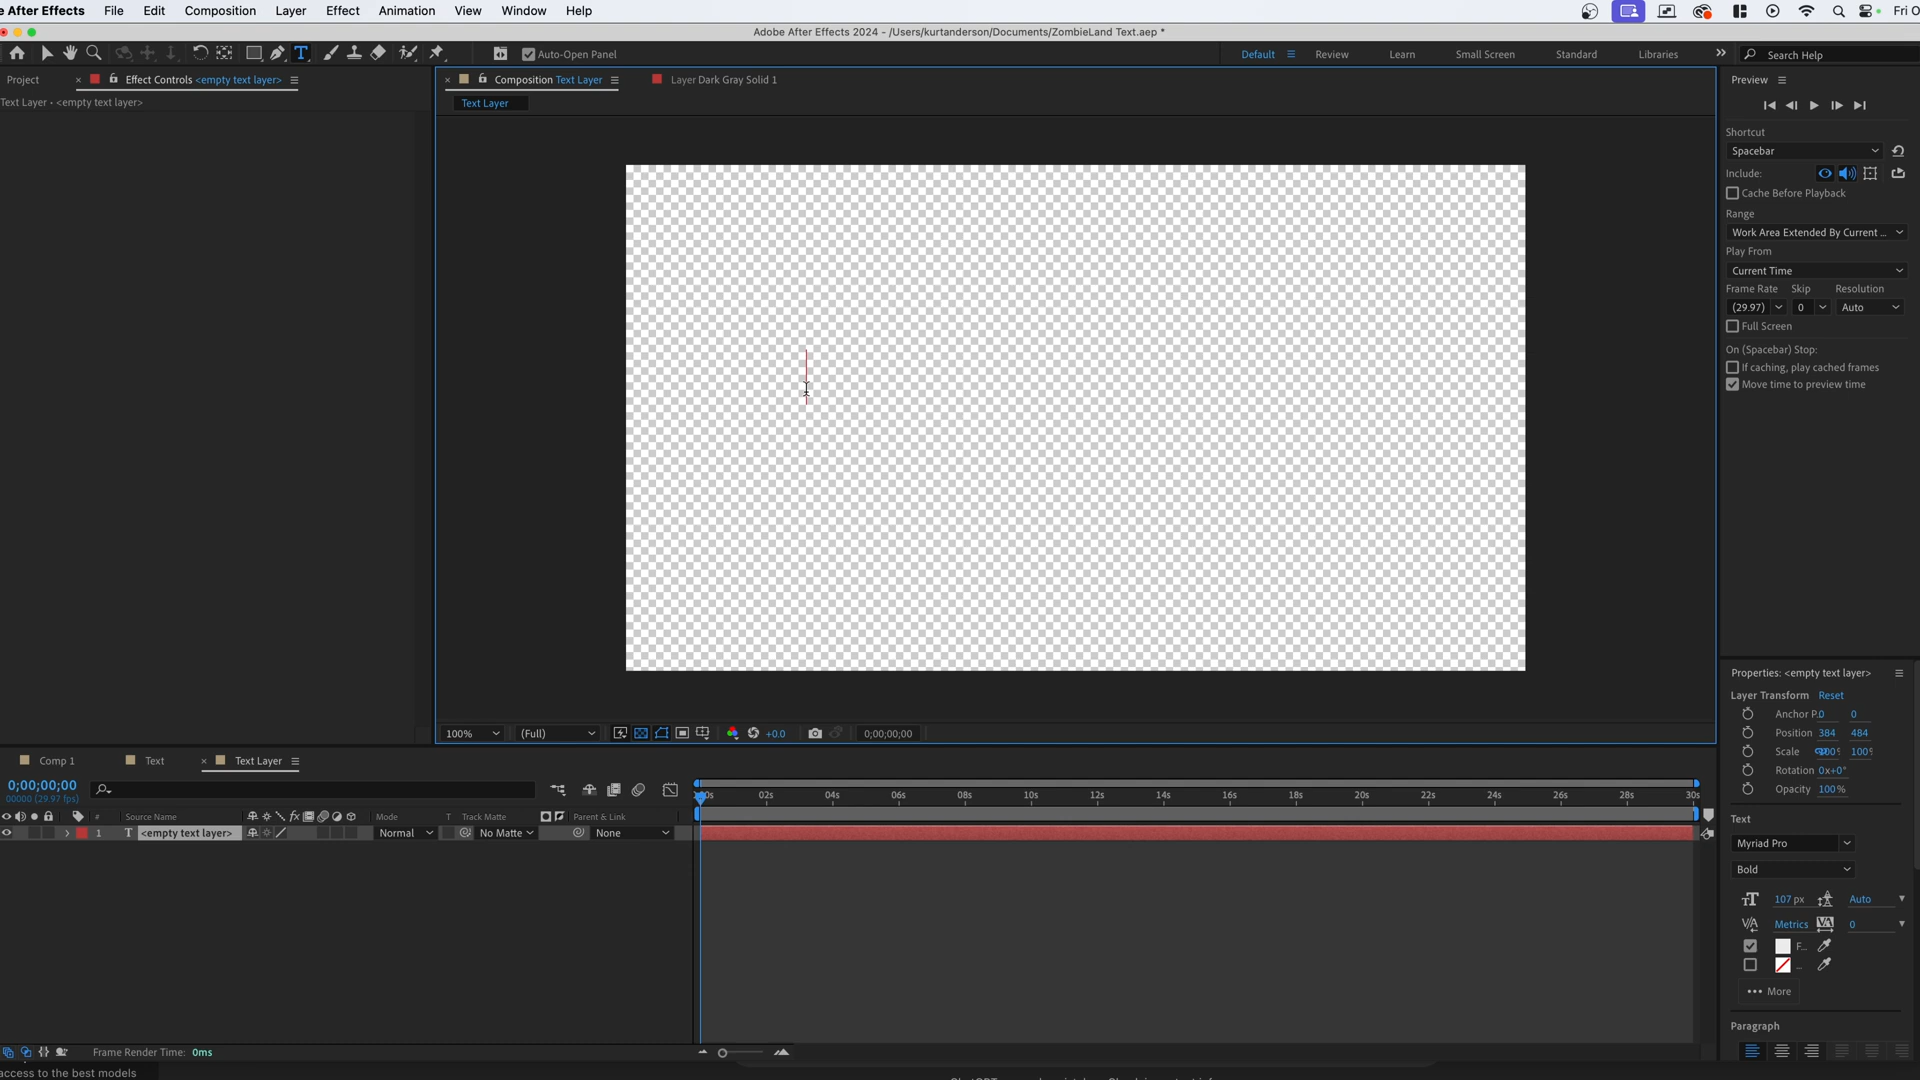 e After Effects File Edit Composition Layer Effect Animation View Window Help Fri O
Adobe After Effects 2024 - /Users/kurtanderson/Documents/ZombieLand Text.aep *
Auto-Open Panel Default Review Learn Small Screen Standard Libraries Search Help
Project Effect Controls <empty text layer> Composition Text Layer Layer Dark Gray Solid 1 Preview
Text Layer • <empty text layer> Text Layer
Shortcut
Spacebar
Include:
Cache Before Playback
Range
Work Area Extended By Current ...
Play From
Current Time
Frame Rate Skip Resolution
(29.97) 0 Auto
Full Screen
On (Spacebar) Stop:
If caching, play cached frames
Move time to preview time
Properties: <empty text layer>
Layer Transform Reset
Anchor P. 0 0
Position 384 484
Scale 100%
Rotation 0x+0°
Opacity 100%
Text
Myriad Pro
Bold
107 px Auto
Metrics 0
F...
More
Paragraph
100% (Full) +0.0 0;00;00;00
Comp 1 Text Text Layer
0;00;00;00
00000 (29.97 fps)
02s 04s 06s 08s 10s 12s 14s 16s 18s 20s 22s 24s 26s 28s 30s
# Source Name Mode T Track Matte Parent & Link
1 T <empty text layer> Normal No Matte None
Frame Render Time: 0ms
access to the best models